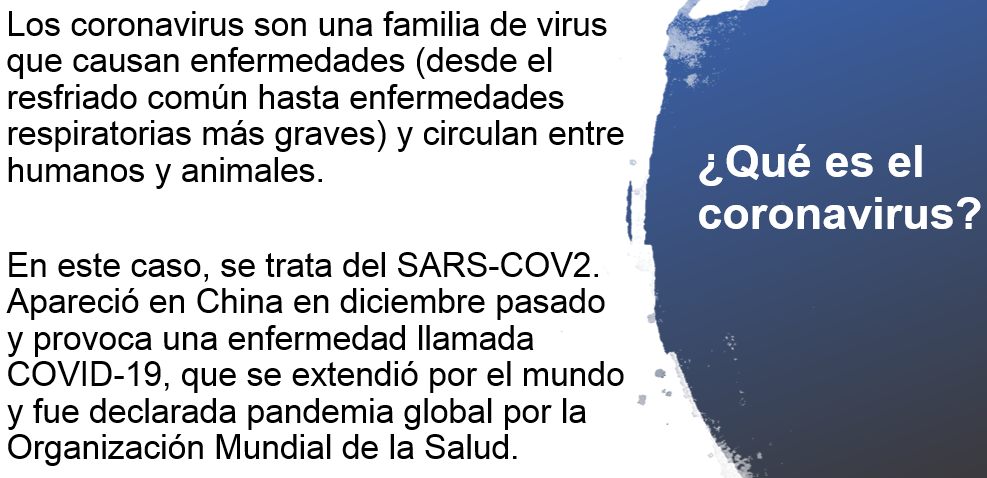 Los coronavirus son una familia de virus
que causan enfermedades (desde el
resfriado común hasta enfermedades
respiratorias más graves) y circulan entre
humanos y animales.
En este caso, se trata del SARS-COV2.
Apareció en China en diciembre pasado
y provoca una enfermedad llamada
COVID-19, que se extendió por el mundo
y fue declarada pandemia global por la
Organización Mundial de la Salud.
¿Qué es el
coronavirus?